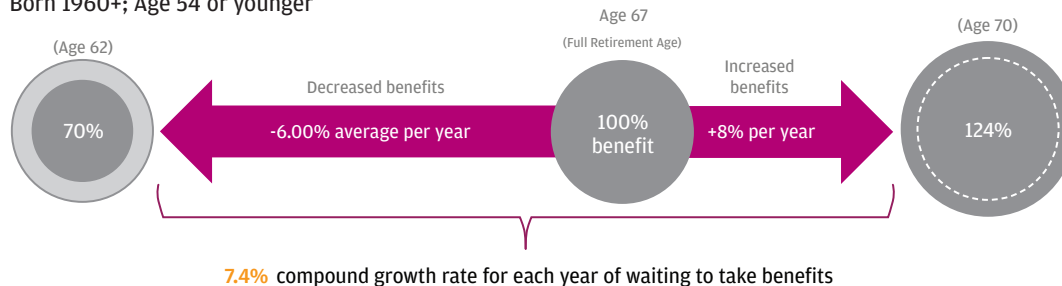 Born 1960+; Age 54 or younger
(Age 62)
Age 67
(Full Retirement Age)
(Age 70)
Decreased benefits
Increased
benefits
70%
-6.00% average per year
100%
benefit
+8% per year
124%
7.4% compound growth rate for each year of waiting to take benefits